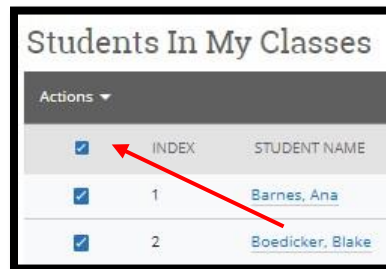 Students In My Classes
Actions
INDEX STUDENT NAME
1 Barnes, Ana
2 Boedicker, Blake